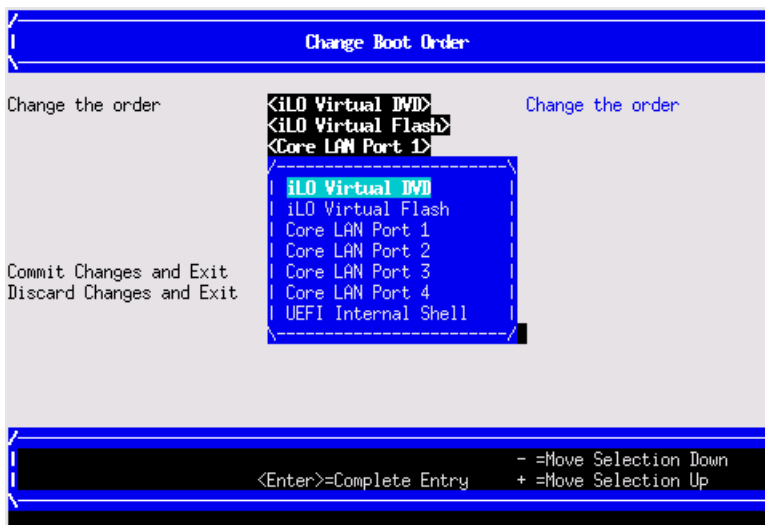 Change Boot Order
Change the order <iLO Virtual DVD> Change the order
<iLO Virtual Flash>
<Core LAN Port 1>
iLO Virtual DVD
iLO Virtual Flash
Core LAN Port 1
Core LAN Port 2
Commit Changes and Exit Core LAN Port 3
Discard Changes and Exit Core LAN Port 4
UEFI Internal Shell
- =Move Selection Down
<Enter>=Complete Entry + =Move Selection Up